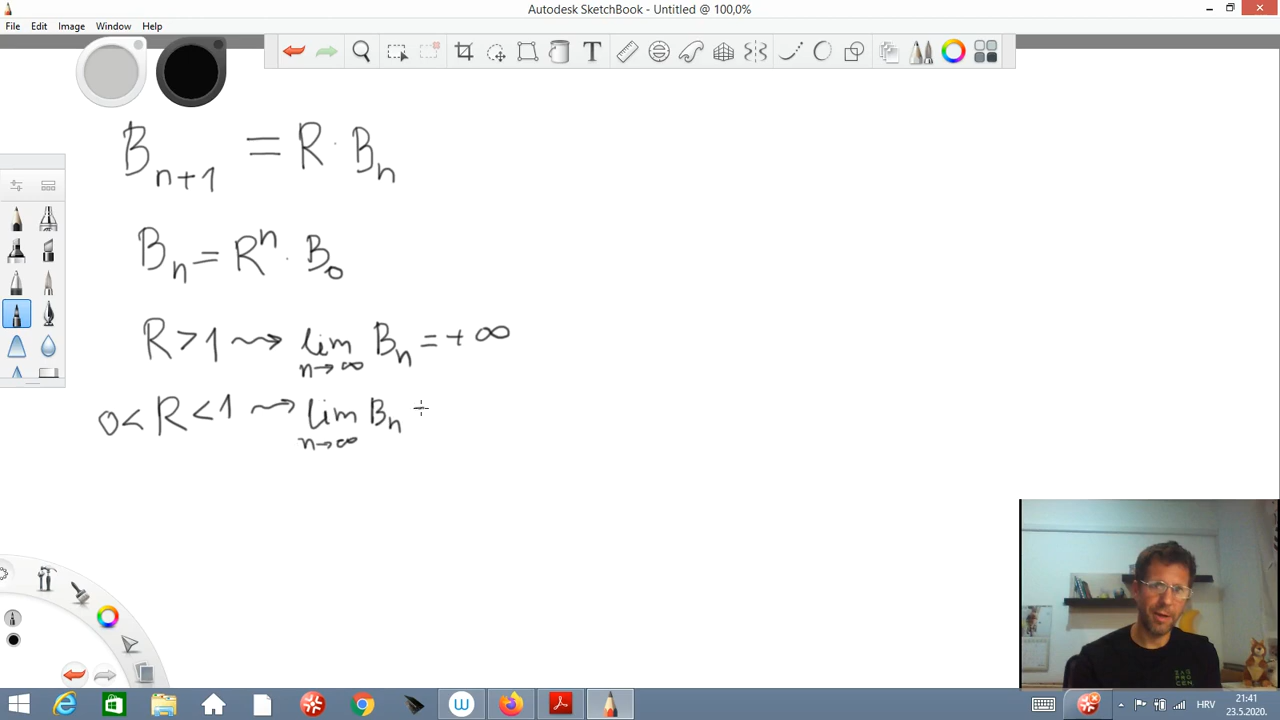 Autodesk SketchBook - Untitled @ 100,0%
File Edit Image Window Help
B_{n+1} = R · B_n
B_n = R^n · B_0
R > 1 ⇝ lim_{n→∞} B_n = +∞
0 < R < 1 ⇝ lim_{n→∞} B_n
HRV
21:41
23.5.2020.